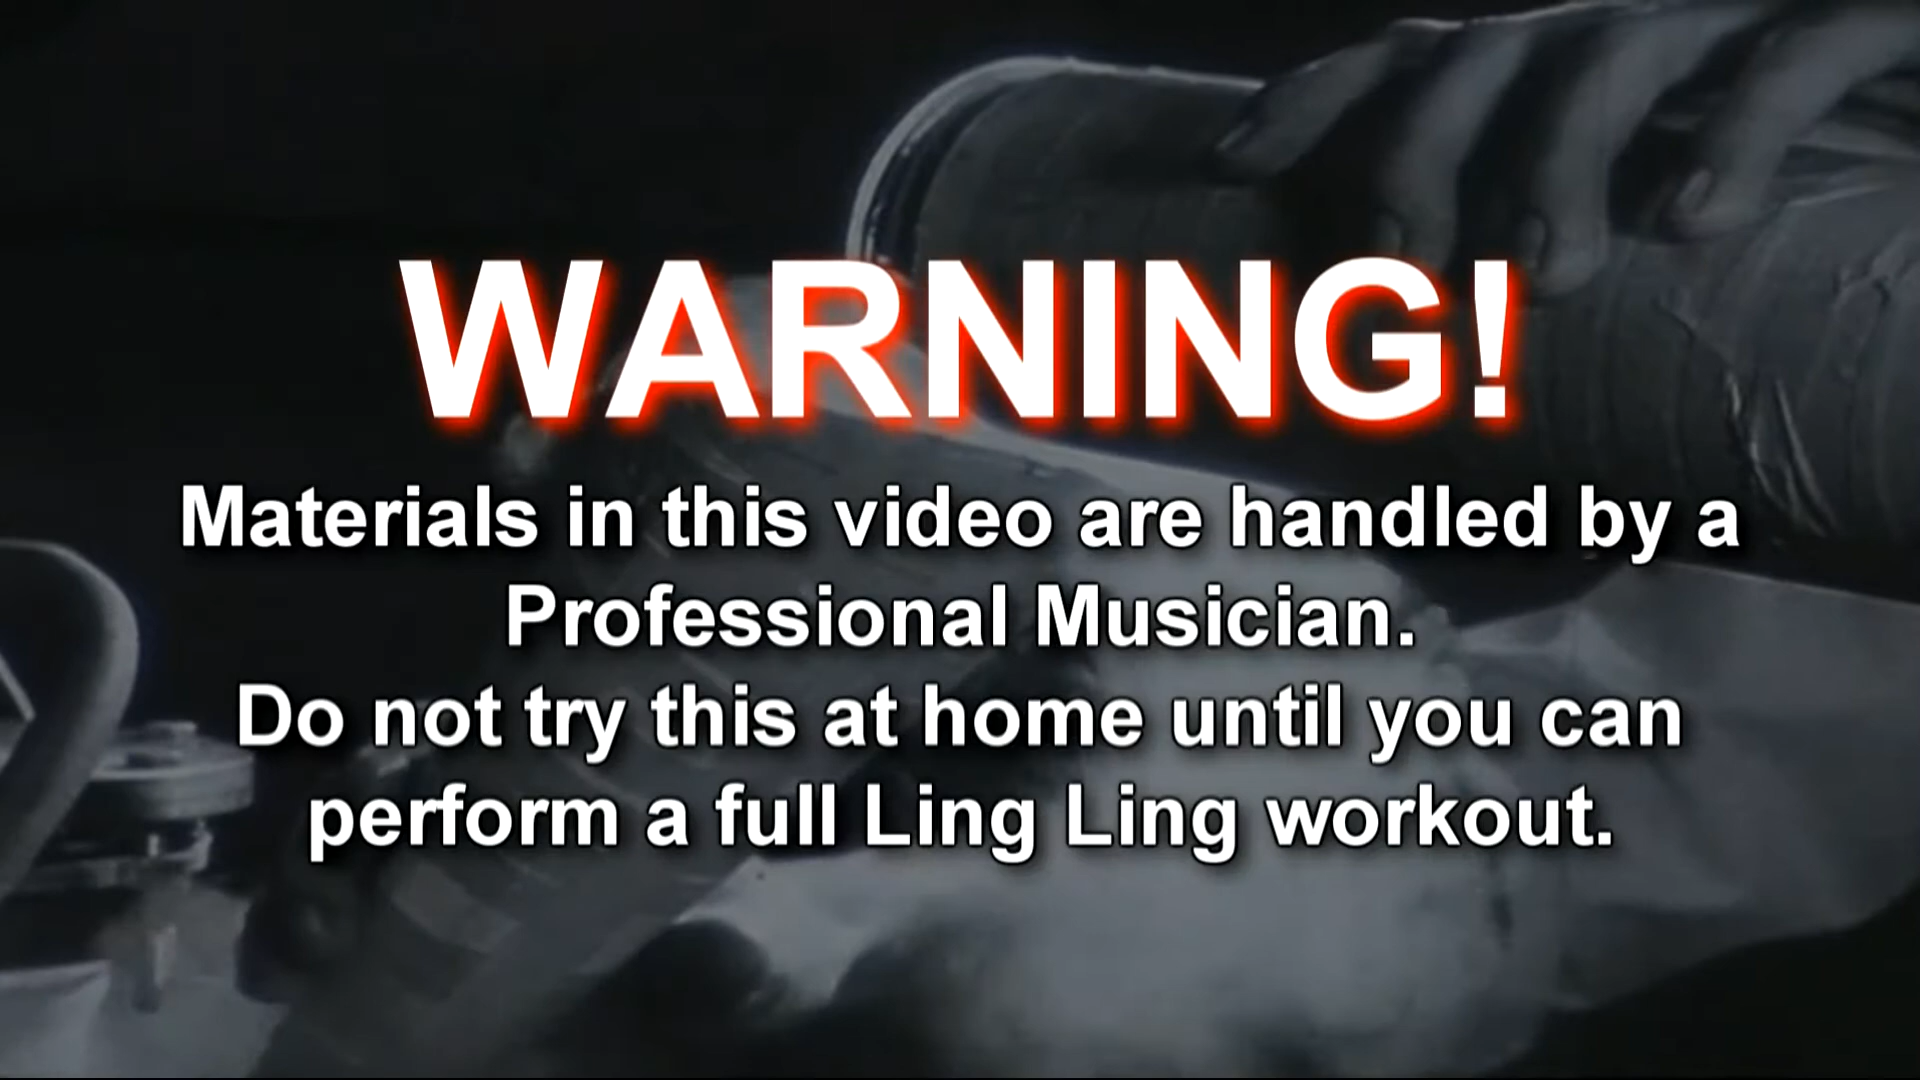 WARNING!
Materials in this video are handled by a
Professional Musician.
Do not try this at home until you can
perform a full Ling Ling workout.